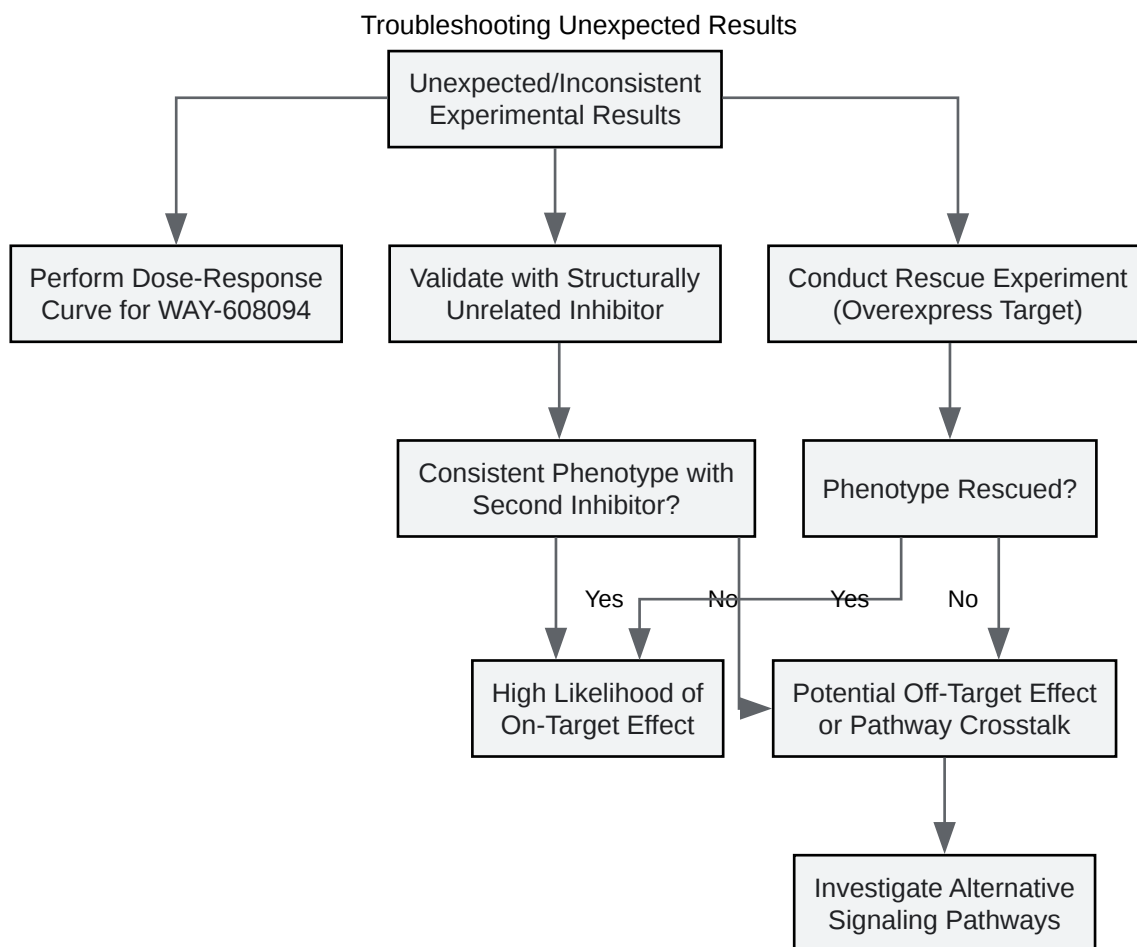 Troubleshooting Unexpected Results
Unexpected/Inconsistent
Experimental Results
Perform Dose-Response
Curve for WAY-608094
Validate with Structurally
Unrelated Inhibitor
Conduct Rescue Experiment
(Overexpress Target)
Consistent Phenotype with
Second Inhibitor?
Phenotype Rescued?
Yes
No
Yes
No
High Likelihood of
On-Target Effect
Potential Off-Target Effect
or Pathway Crosstalk
Investigate Alternative
Signaling Pathways